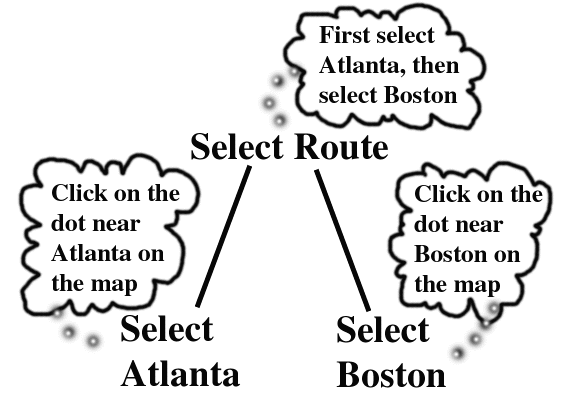 First select
Atlanta, then
select Boston
Select Route
Click on the
dot near
Atlanta on
the map
Click on the
dot near
Boston on
the map
Select
Atlanta
Select
Boston